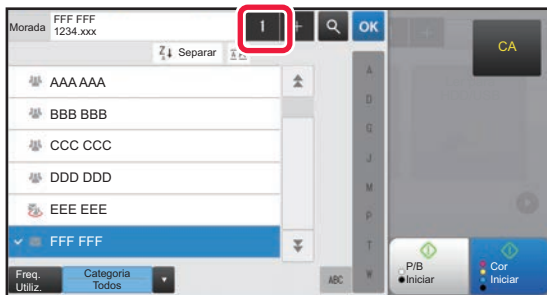 Morada
FFF FFF
1234.xxx
1
+
OK
+
CA
Separar
AAA AAA
BBB BBB
CCC CCC
DDD DDD
EEE EEE
FFF FFF
A
D
G
J
M
P
T
W
ABC
Freq.
Utiliz.
Categoria
Todos
P/B
Iniciar
Cor
Iniciar